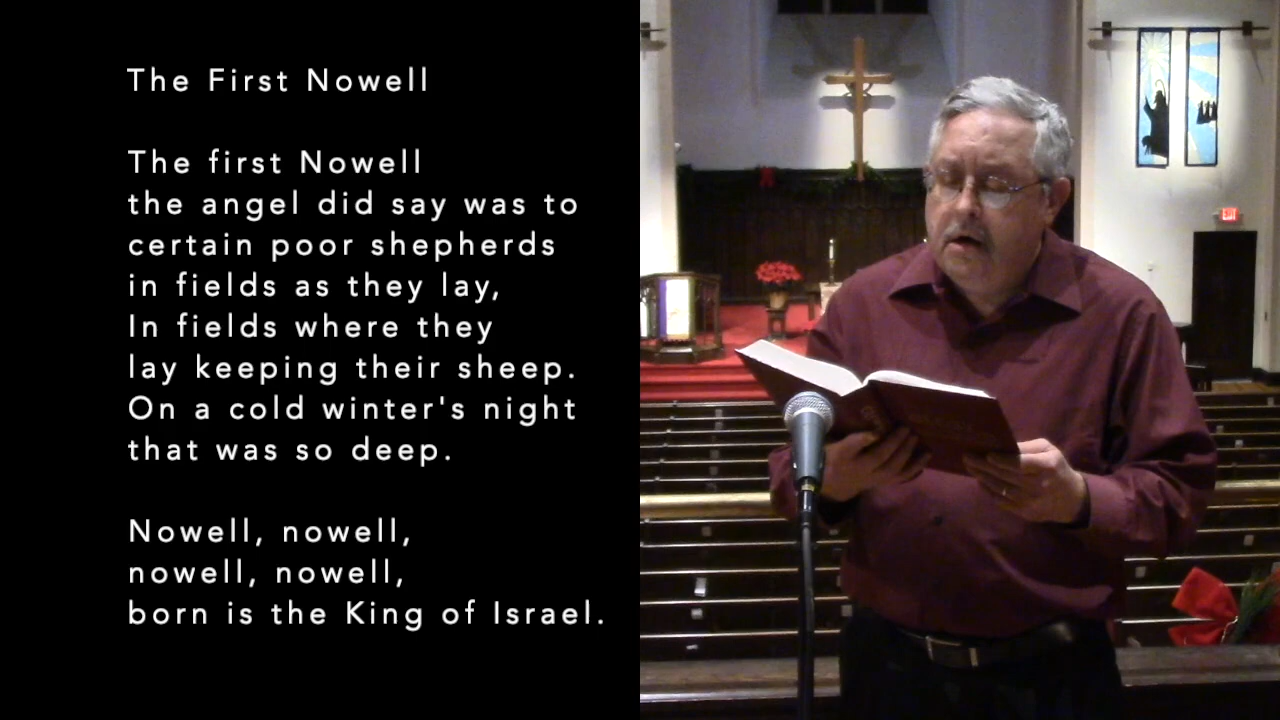 The First Nowell
The first Nowell
the angel did say was to
certain poor shepherds
in fields as they lay,
In fields where they
lay keeping their sheep.
On a cold winter's night
that was so deep.
Nowell, nowell,
nowell, nowell,
born is the King of Israel.
EXIT